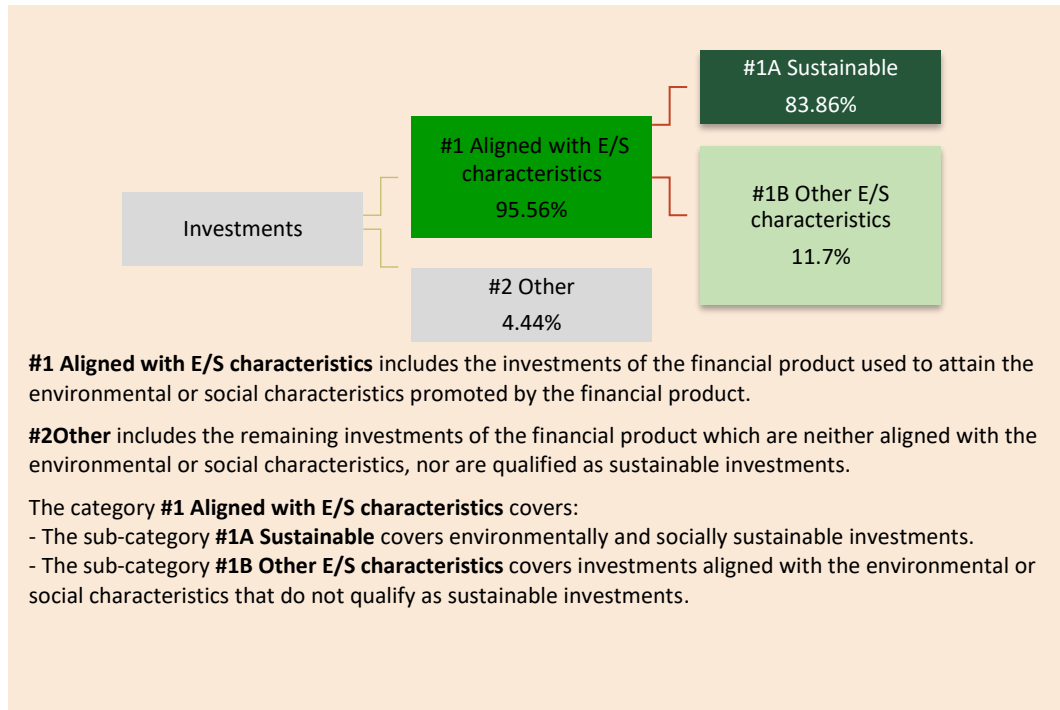 #1A Sustainable
83.86%
#1 Aligned with E/S
characteristics
95.56%
#1B Other E/S
characteristics
11.7%
Investments
#2 Other
4.44%
#1 Aligned with E/S characteristics includes the investments of the financial product used to attain the
environmental or social characteristics promoted by the financial product.
#2Other includes the remaining investments of the financial product which are neither aligned with the
environmental or social characteristics, nor are qualified as sustainable investments.
The category #1 Aligned with E/S characteristics covers:
- The sub-category #1A Sustainable covers environmentally and socially sustainable investments.
- The sub-category #1B Other E/S characteristics covers investments aligned with the environmental or
social characteristics that do not qualify as sustainable investments.